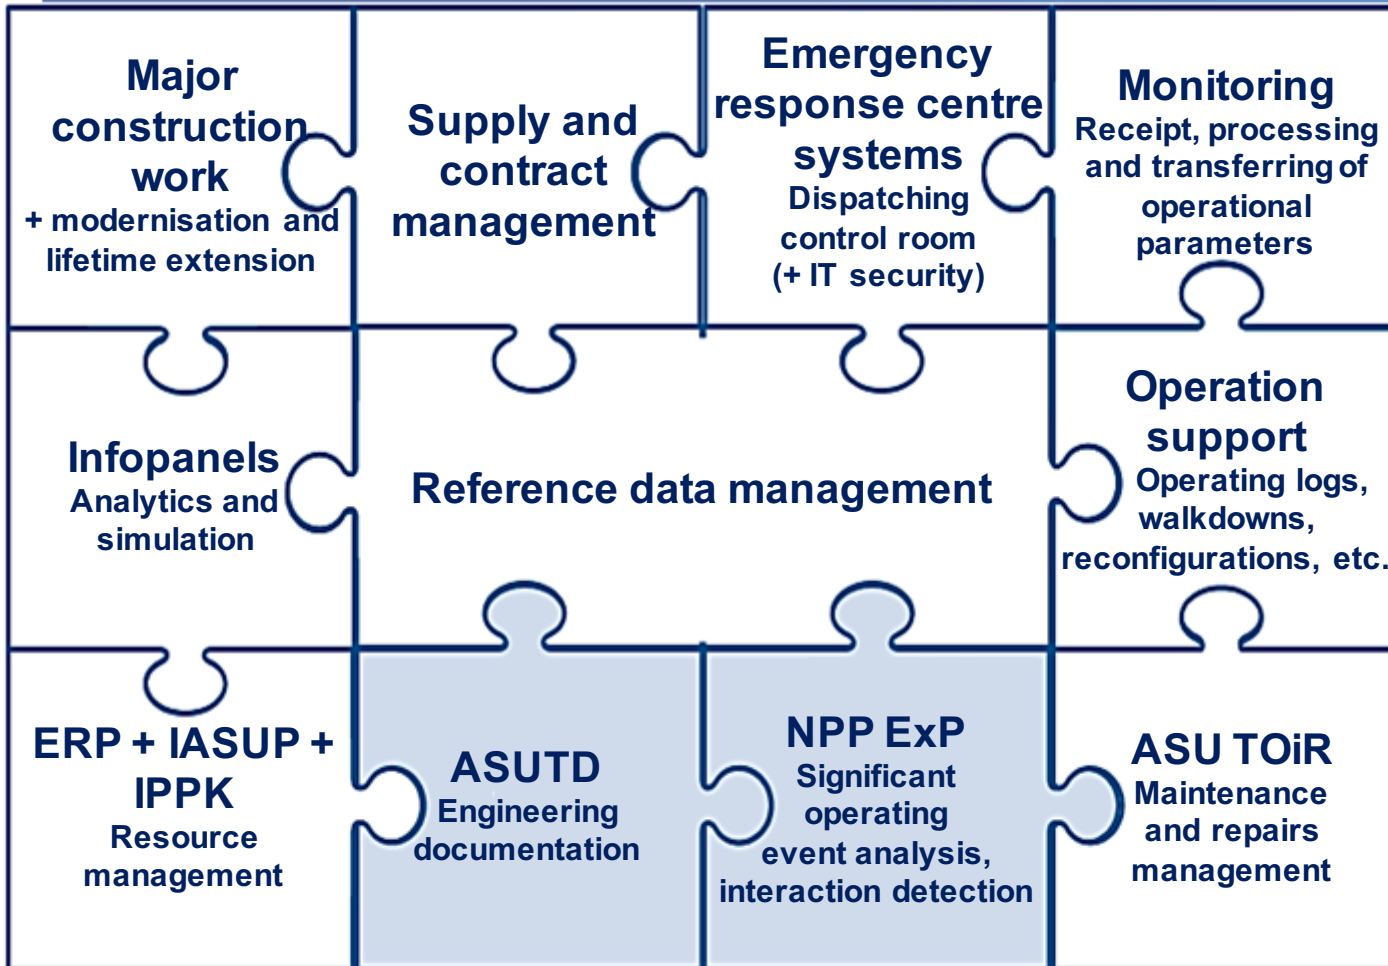 Major
construction
work
+ modernisation and
lifetime extension
Supply and
contract
management
Emergency
response centre
systems
Dispatching
control room
(+ IT security)
Monitoring
Receipt, processing
and transferring of
operational
parameters
Infopanels
Analytics and
simulation
Reference data management
Operation
support
Operating logs,
walkdowns,
reconfigurations, etc.
ERP + IASUP +
IPPK
Resource
management
ASUTD
Engineering
documentation
NPP ExP
Significant
operating
event analysis,
interaction detection
ASU TOiR
Maintenance
and repairs
management